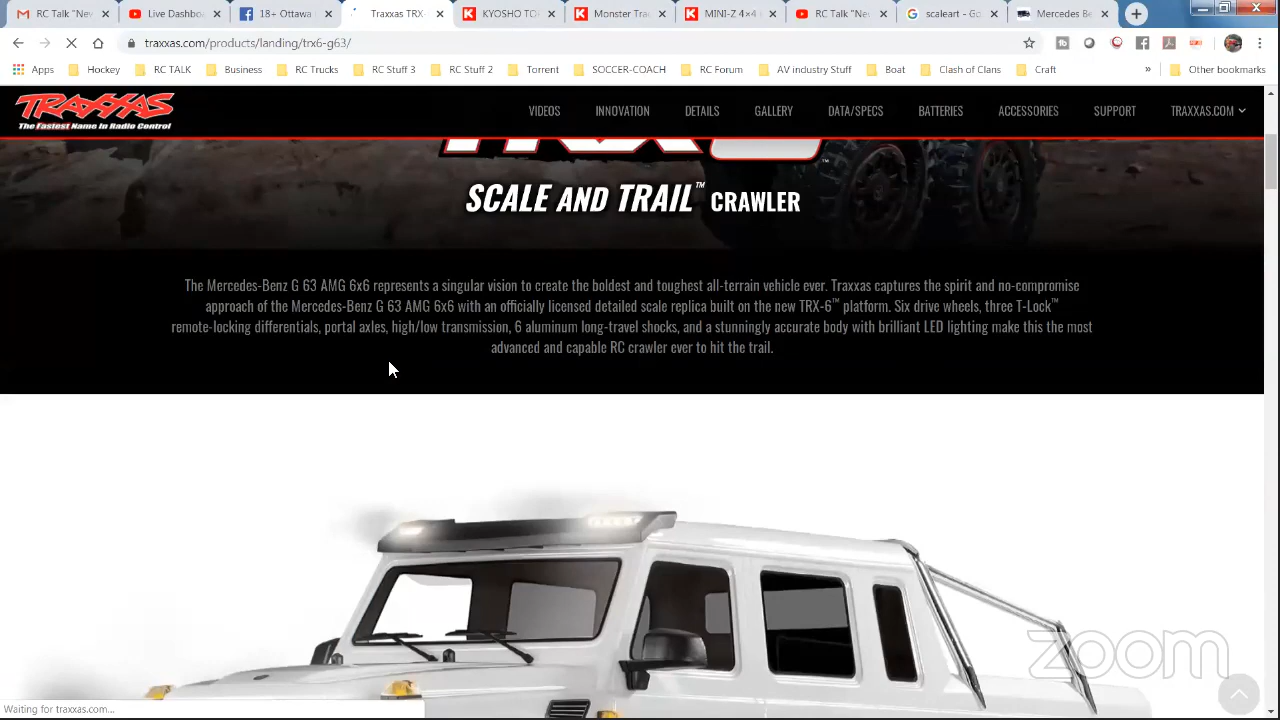 RC Talk "New
Live Dashboa
18+ Ottawa
Traxxas TRX-
KYOSHO TO
Monster Tra
MINI-Z 4×4
RC Talk "Ne
scaleart - Go
Mercedes Be
traxxas.com/products/landing/trx6-g63/
Apps Hockey RC TALK Business RC Trucks RC Stuff 3 RC Stuff 2 Torrent SOCCER-COACH RC Forum AV industry Stuff Boat Clash of Clans Craft » Other bookmarks
TRAXXAS
The Fastest Name In Radio Control
VIDEOS INNOVATION DETAILS GALLERY DATA/SPECS BATTERIES ACCESSORIES SUPPORT TRAXXAS.COM
SCALE AND TRAIL™ CRAWLER
The Mercedes-Benz G 63 AMG 6x6 represents a singular vision to create the boldest and toughest all-terrain vehicle ever. Traxxas captures the spirit and no-compromise
approach of the Mercedes-Benz G 63 AMG 6x6 with an officially licensed detailed scale replica built on the new TRX-6™ platform. Six drive wheels, three T-Lock™
remote-locking differentials, portal axles, high/low transmission, 6 aluminum long-travel shocks, and a stunningly accurate body with brilliant LED lighting make this the most
advanced and capable RC crawler ever to hit the trail.
zoom
Waiting for traxxas.com...